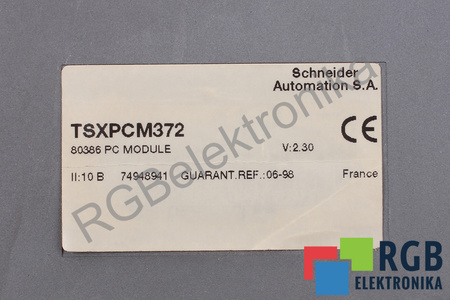 Schneider
Automation S.A.
TSXPCM372
80386 PC MODULE
V:2.30
CE
II:10 B 74948941 GUARANT.REF.:06-98 France
RGBelektronika
RGB
ELEKTRONIKA